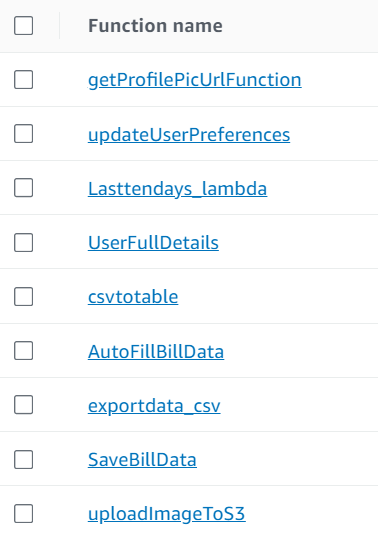 Function name
getProfilePicUrlFunction
updateUserPreferences
Lasttendays_lambda
UserFullDetails
csvtotable
AutoFillBillData
exportdata_csv
SaveBillData
uploadImageToS3